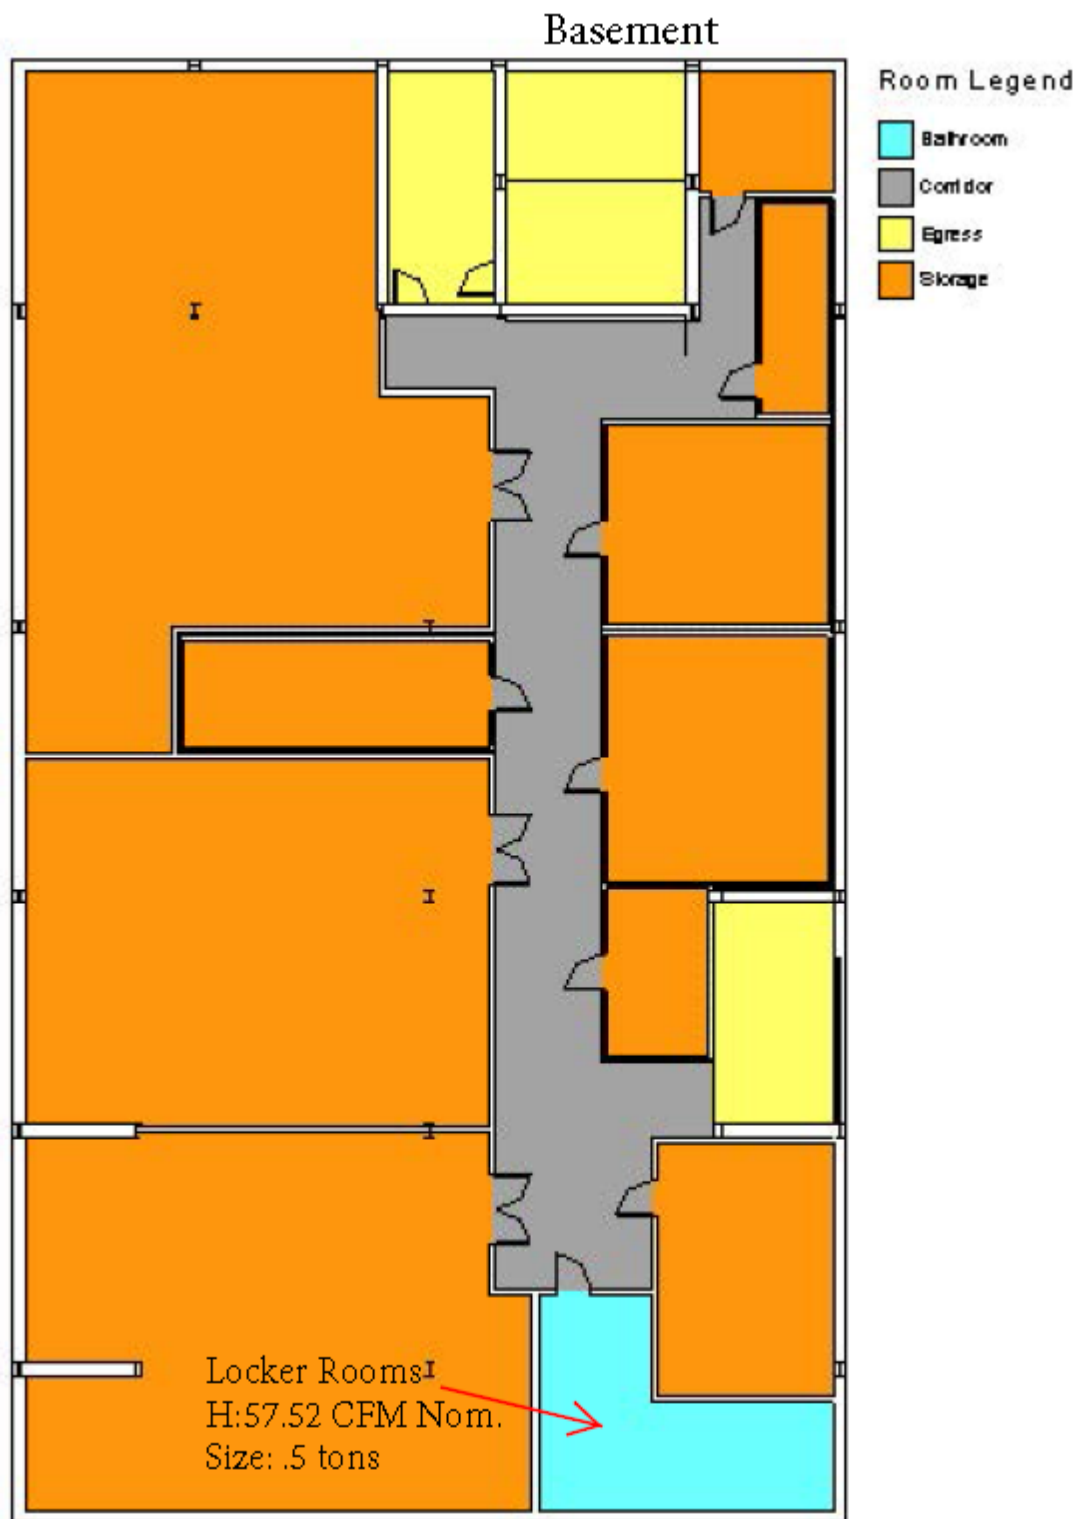 Basement
Room Legend
Bathroom
Corridor
Egress
Storage
Locker Rooms
H:57.52 CFM Nom.
Size: .5 tons